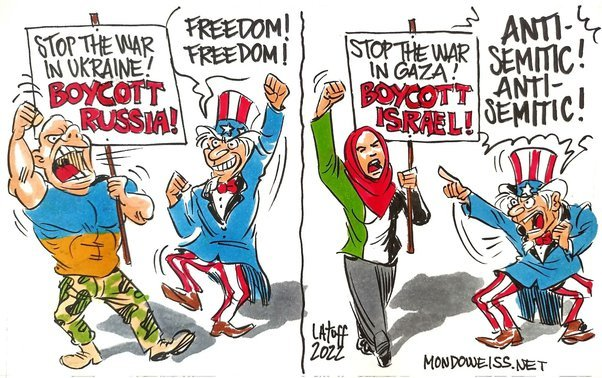 STOP THE WAR
IN UKRAINE!
BOYCOTT
RUSSIA!
FREEDOM!
FREEDOM!
STOP THE WAR
IN GAZA!
BOYCOTT
ISRAEL!
ANTI-
SEMITIC!
ANTI-
SEMITIC!
LATUFF
2022
MONDOWEISS.NET